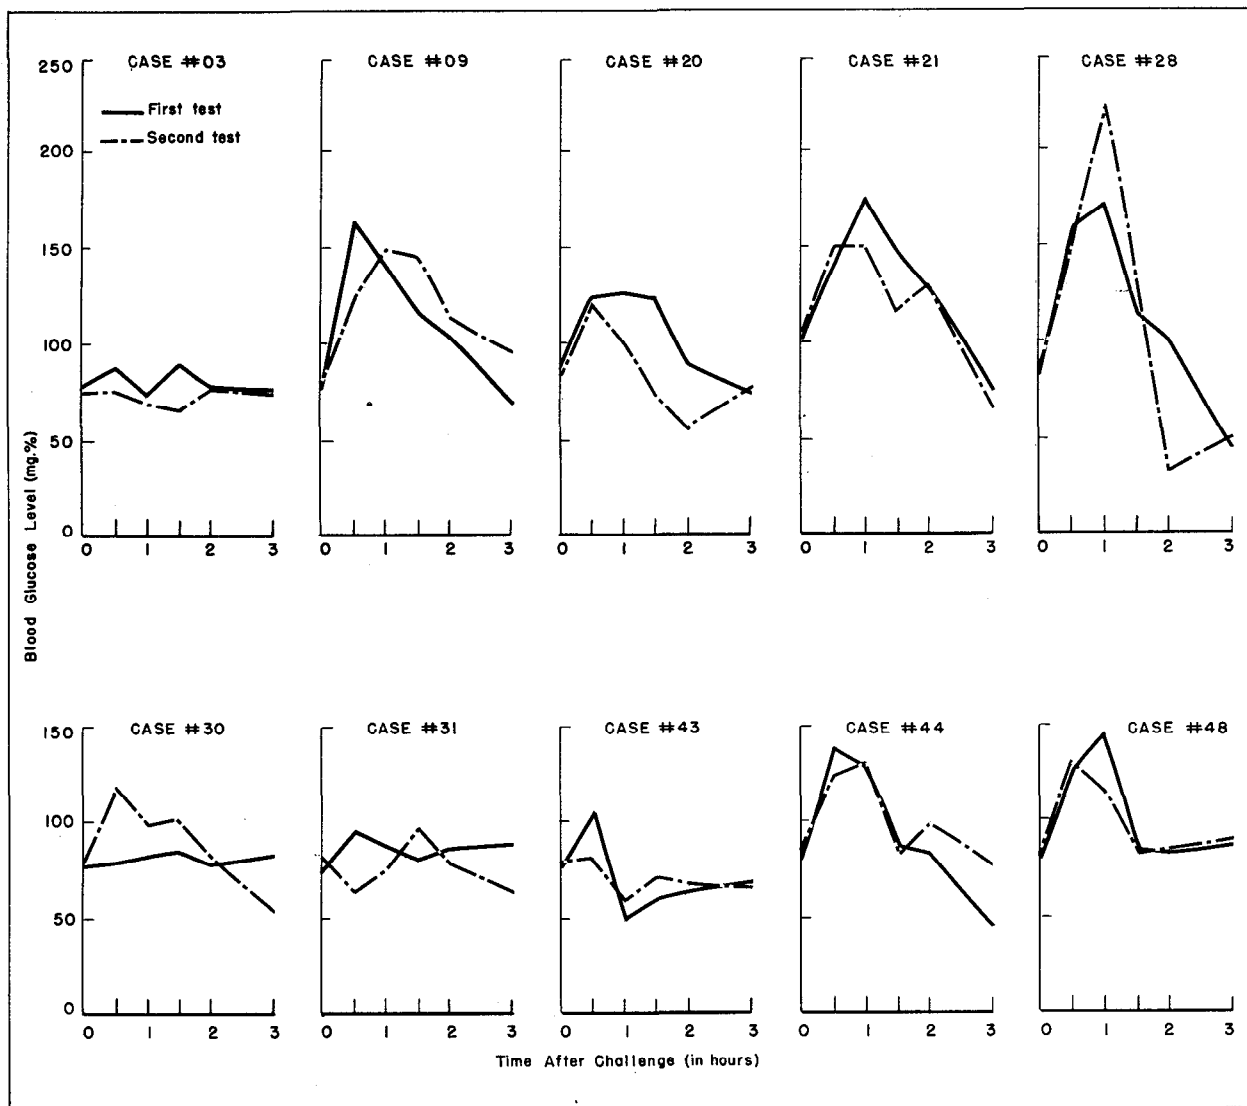 CASE #03
CASE #09
CASE #20
CASE #21
CASE #28
First test
Second test
250
200
150
100
50
0
0 1 2 3
0 1 2 3
0 1 2 3
0 1 2 3
0 1 2 3
Blood Glucose Level (mg.%)
CASE #30
CASE #31
CASE #43
CASE #44
CASE #48
150
100
50
0
0 1 2 3
0 1 2 3
0 1 2 3
0 1 2 3
0 1 2 3
Time After Challenge (in hours)